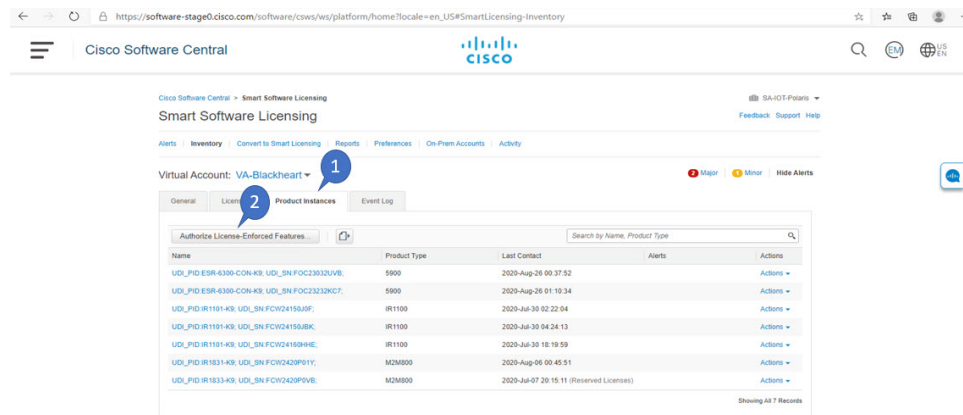 https://software-stage0.cisco.com/software/csws/ws/platform/home?locale=en_US#SmartLicensing-Inventory
Cisco Software Central
CISCO
EM
US
EN
Cisco Software Central > Smart Software Licensing
SA-IOT-Polaris
Smart Software Licensing
Feedback Support Help
Alerts | Inventory | Convert to Smart Licensing | Reports | Preferences | On-Prem Accounts | Activity
1
Virtual Account: VA-Blackheart
2 Major | 1 Minor | Hide Alerts
2
General Licen Product Instances Event Log
Authorize License-Enforced Features...
Search by Name, Product Type
Name Product Type Last Contact Alerts Actions
UDI_PID:ESR-6300-CON-K9; UDI_SN:FOC23032UVB; 5900 2020-Aug-26 00:37:52 Actions
UDI_PID:ESR-6300-CON-K9; UDI_SN:FOC23232KC7; 5900 2020-Aug-26 01:10:34 Actions
UDI_PID:IR1101-K9; UDI_SN:FCW24150J0F; IR1100 2020-Jul-30 02:22:04 Actions
UDI_PID:IR1101-K9; UDI_SN:FCW24150JBK; IR1100 2020-Jul-30 04:24:13 Actions
UDI_PID:IR1101-K9; UDI_SN:FCW24160HHE; IR1100 2020-Jul-30 18:19:59 Actions
UDI_PID:IR1831-K9; UDI_SN:FCW2420P01Y; M2M800 2020-Aug-06 00:45:51 Actions
UDI_PID:IR1833-K9; UDI_SN:FCW2420P0VB; M2M800 2020-Jul-07 20:15:11 (Reserved Licenses) Actions
Showing All 7 Records